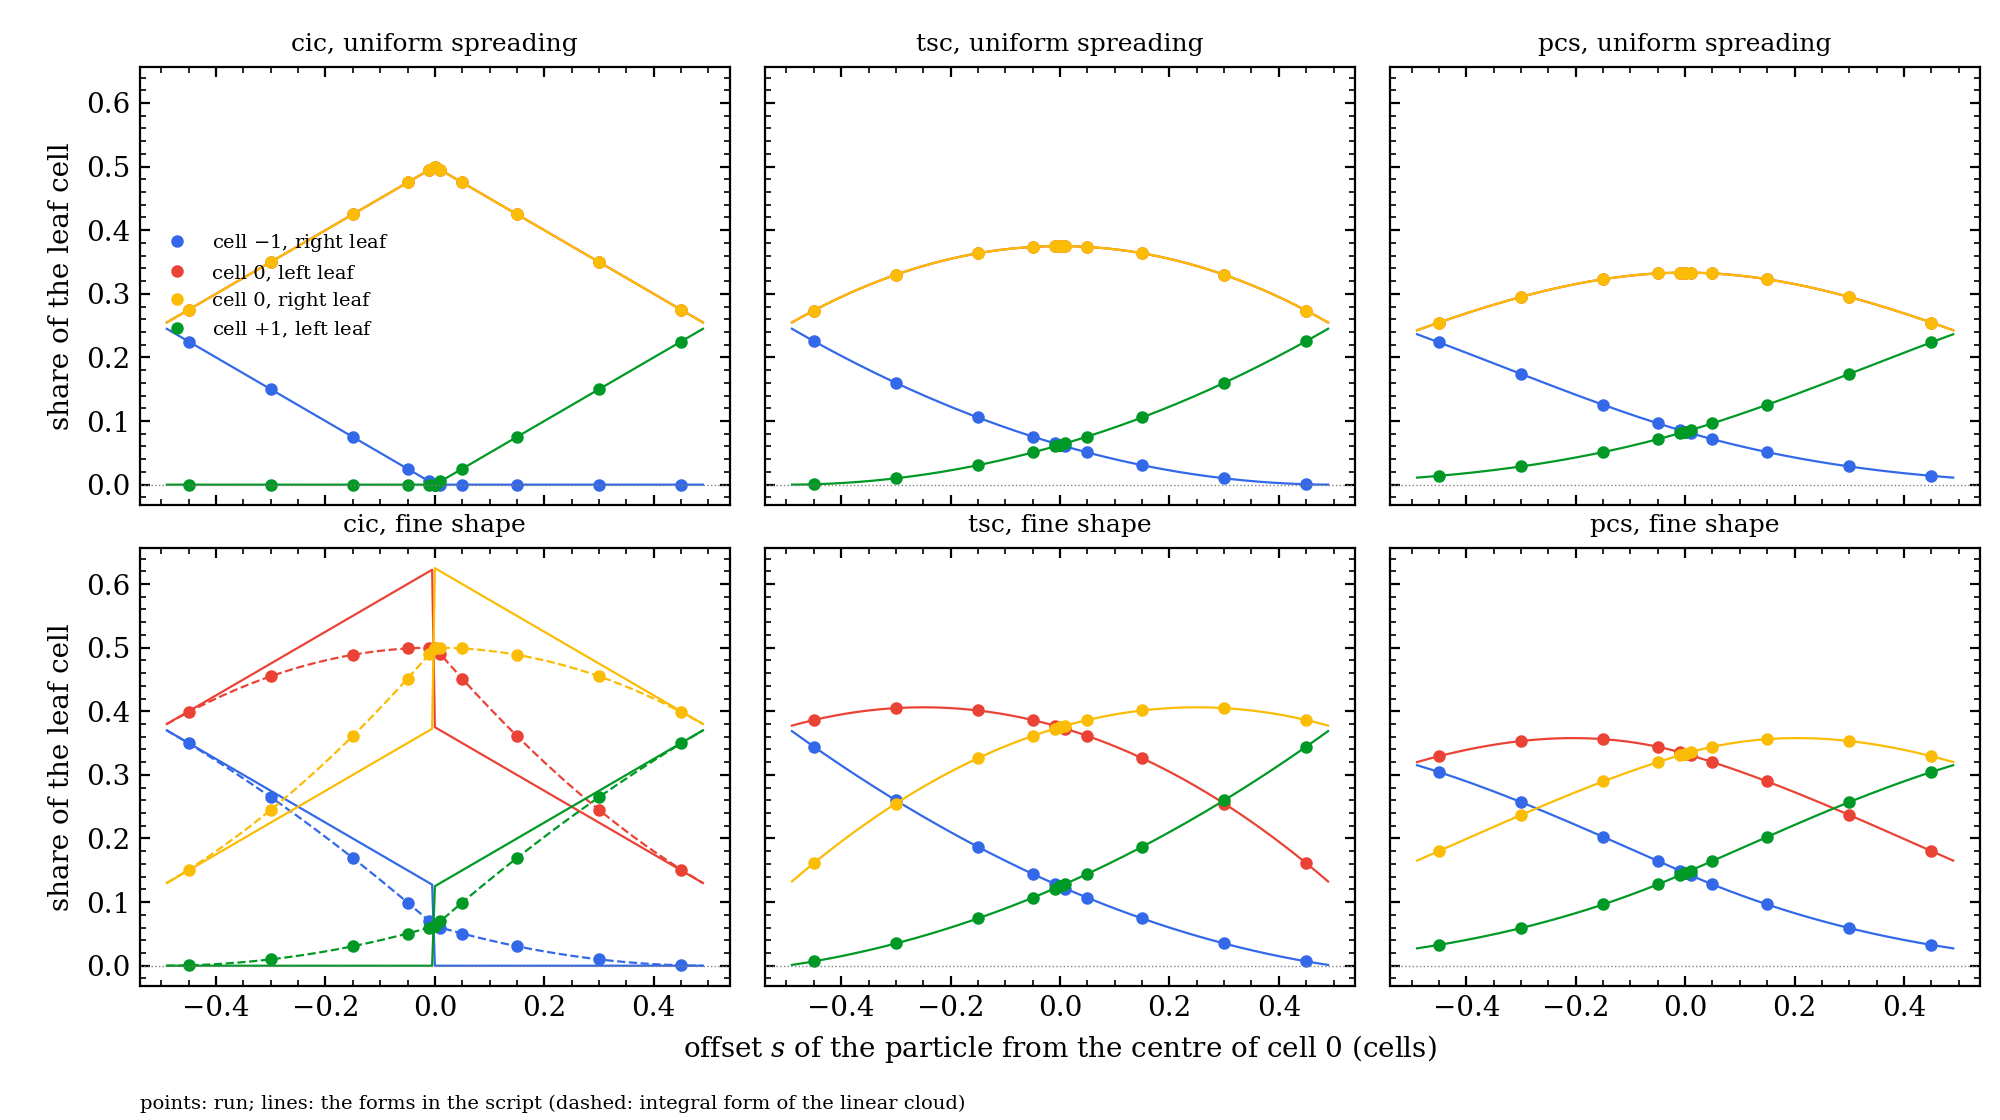 cic, uniform spreading
tsc, uniform spreading
pcs, uniform spreading
share of the leaf cell
0.6
0.5
0.4
0.3
0.2
0.1
0.0
cell −1, right leaf
cell 0, left leaf
cell 0, right leaf
cell +1, left leaf
cic, fine shape
tsc, fine shape
pcs, fine shape
share of the leaf cell
0.6
0.5
0.4
0.3
0.2
0.1
0.0
−0.4 −0.2 0.0 0.2 0.4
−0.4 −0.2 0.0 0.2 0.4
−0.4 −0.2 0.0 0.2 0.4
offset s of the particle from the centre of cell 0 (cells)
points: run; lines: the forms in the script (dashed: integral form of the linear cloud)